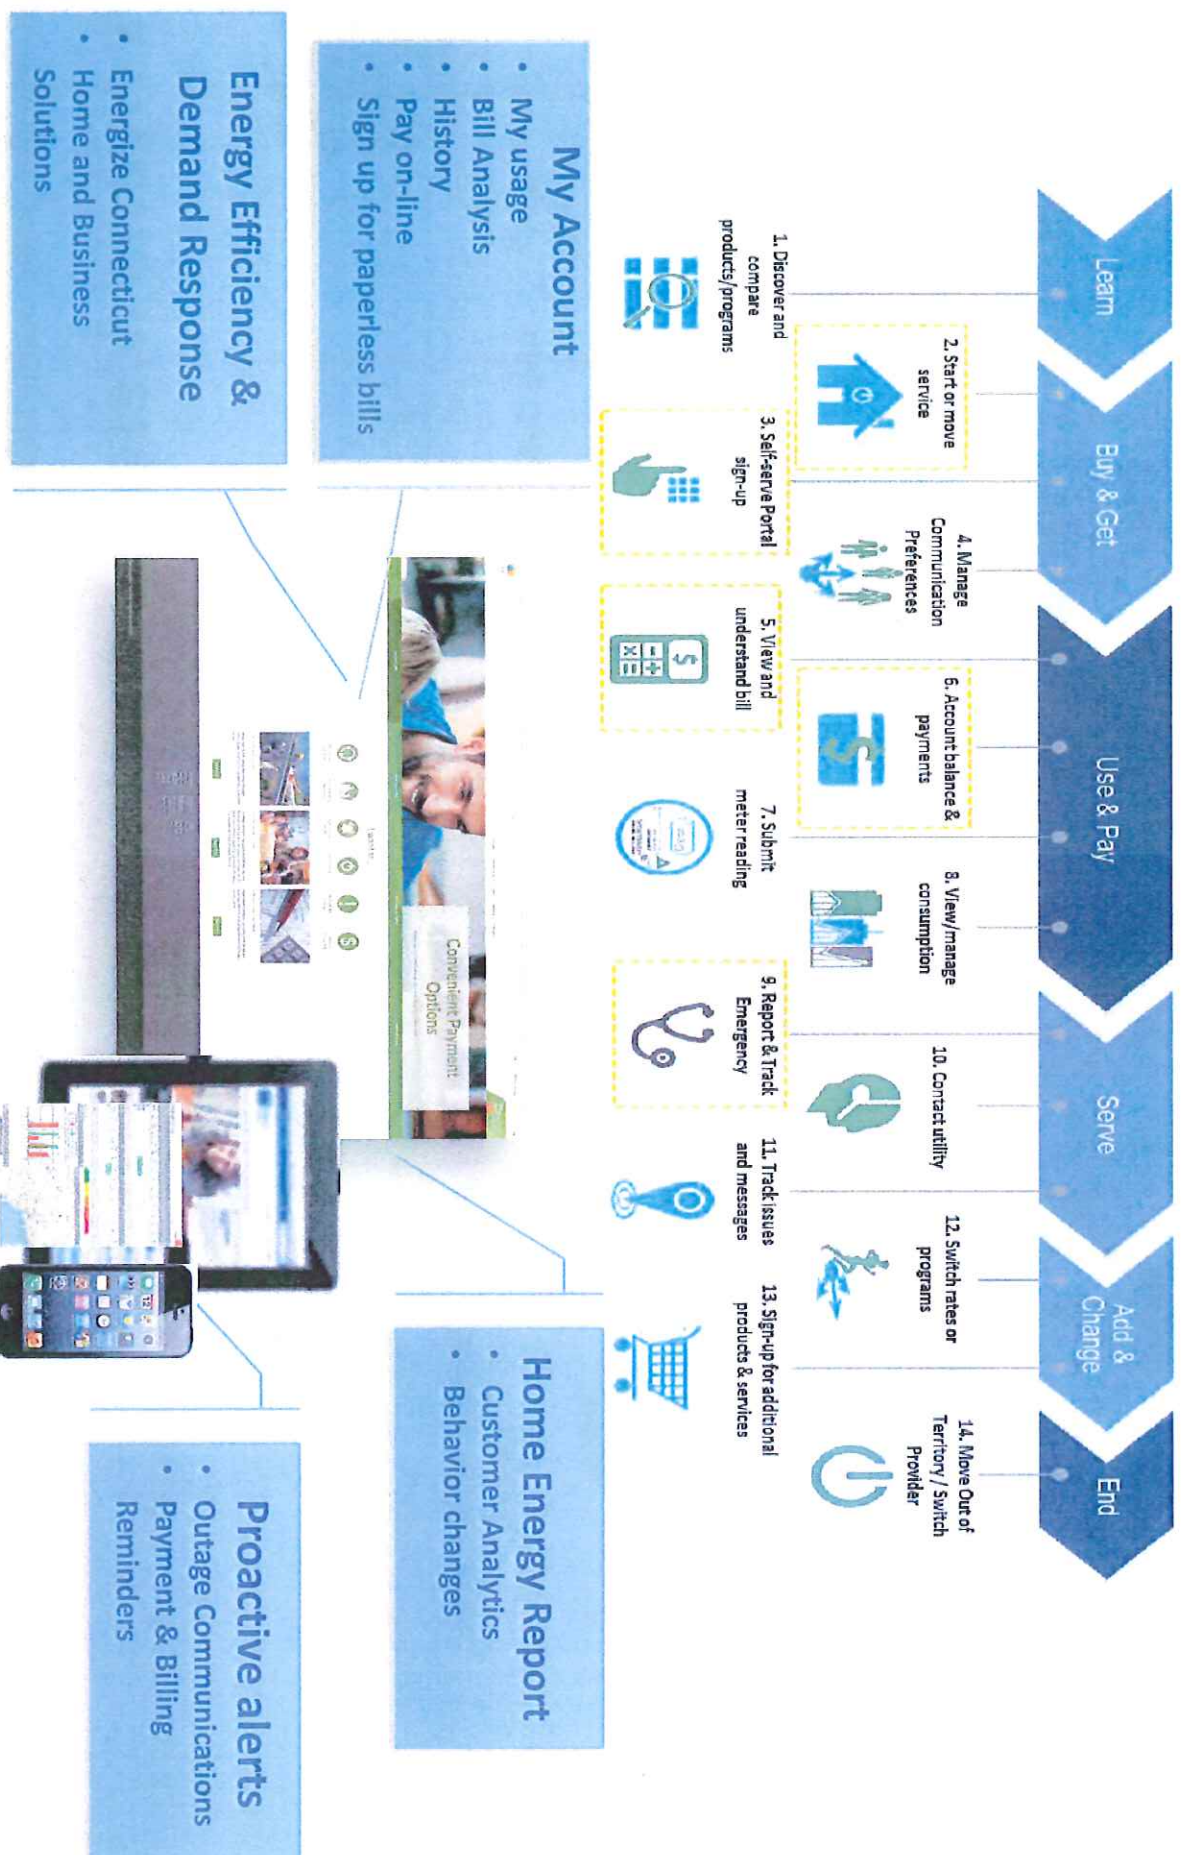 Learn
Buy & Get
Use & Pay
Serve
Add &
Change
End
1. Discover and
compare
products/programs
2. Start or move
service
3. Self-serve Portal
sign-up
4. Manage
Communication
Preferences
5. View and
understand bill
6. Account balance &
payments
7. Submit
meter reading
8. View/manage
consumption
9. Report & Track
Emergency
10. Contact utility
11. Track issues
and messages
12. Switch rates or
programs
13. Sign-up for additional
products & services
14. Move Out of
Territory / Switch
Provider
My Account
• My usage
• Bill Analysis
• History
• Pay on-line
• Sign up for paperless bills
Energy Efficiency &
Demand Response
• Energize Connecticut
• Home and Business
Solutions
Convenient Payment
Options
Home Energy Report
• Customer Analytics
• Behavior changes
Proactive alerts
• Outage Communications
• Payment & Billing
Reminders